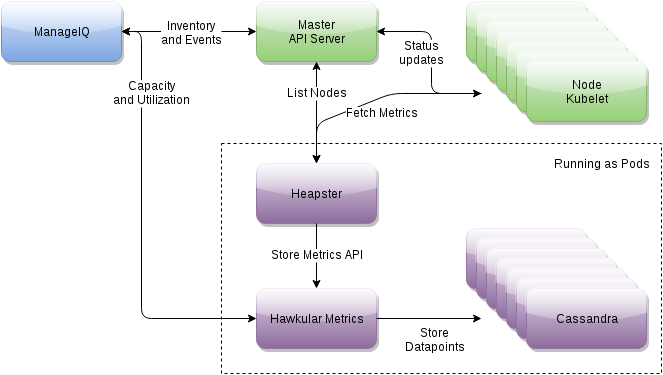 ManageIQ
Inventory
and Events
Master
API Server
Status
updates
Node
Kubelet
Capacity
and Utilization
List Nodes
Fetch Metrics
Running as Pods
Heapster
Store Metrics API
Hawkular Metrics
Store
Datapoints
Cassandra